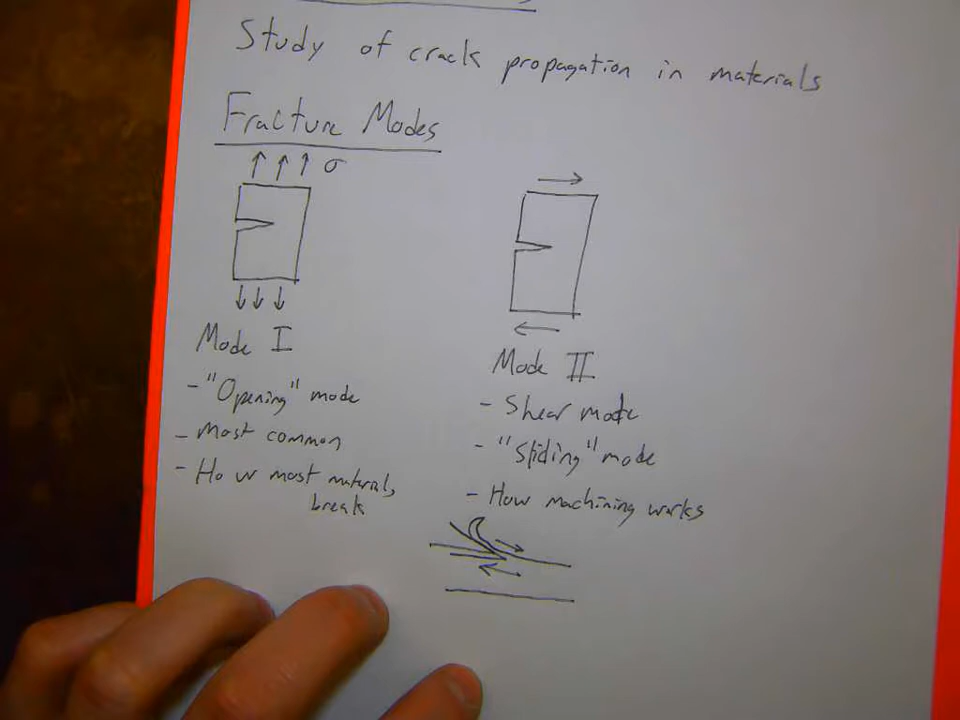 Study of crack propagation in materials
Fracture Modes
σ
Mode I
- "Opening" mode
- Most common
- How most materials
break
Mode II
- Shear mode
- "Sliding" mode
- How machining works